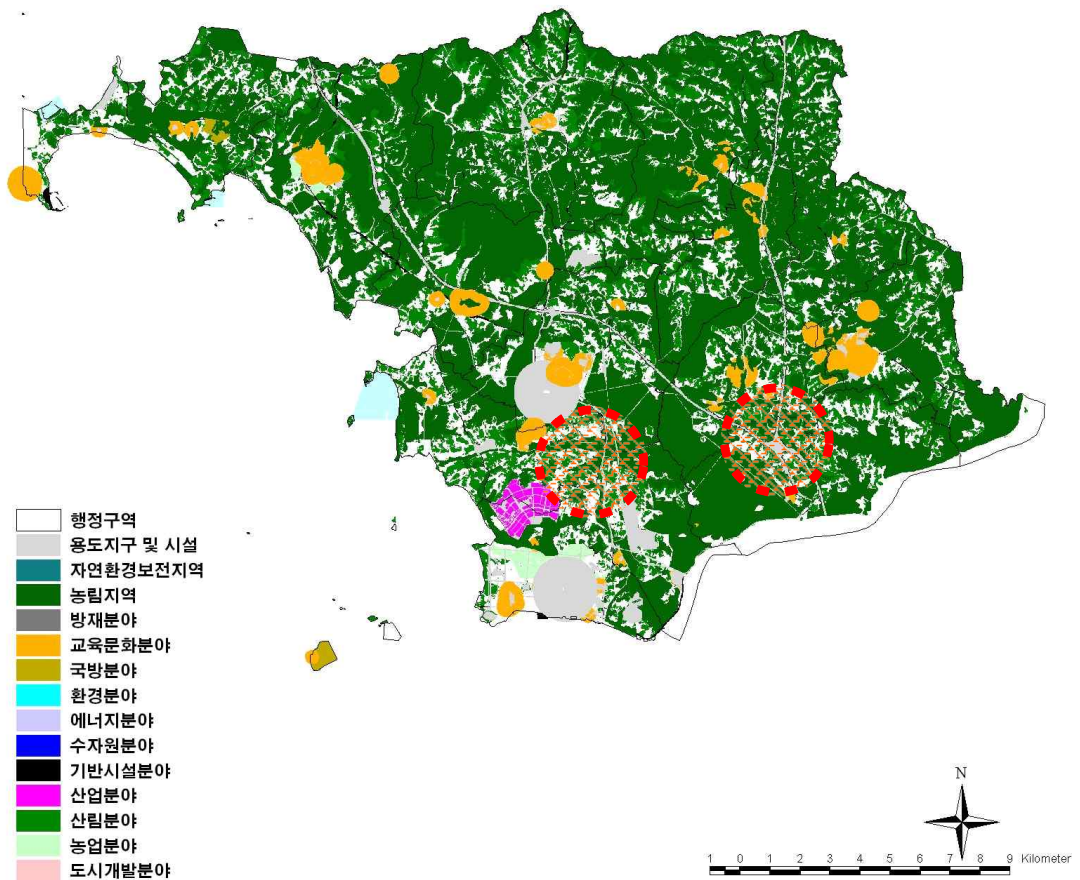 행정구역
용도지구 및 시설
자연환경보전지역
농림지역
방재분야
교육문화분야
국방분야
환경분야
에너지분야
수자원분야
기반시설분야
산업분야
산림분야
농업분야
도시개발분야
N
1 0 1 2 3 4 5 6 7 8 9 Kilometer